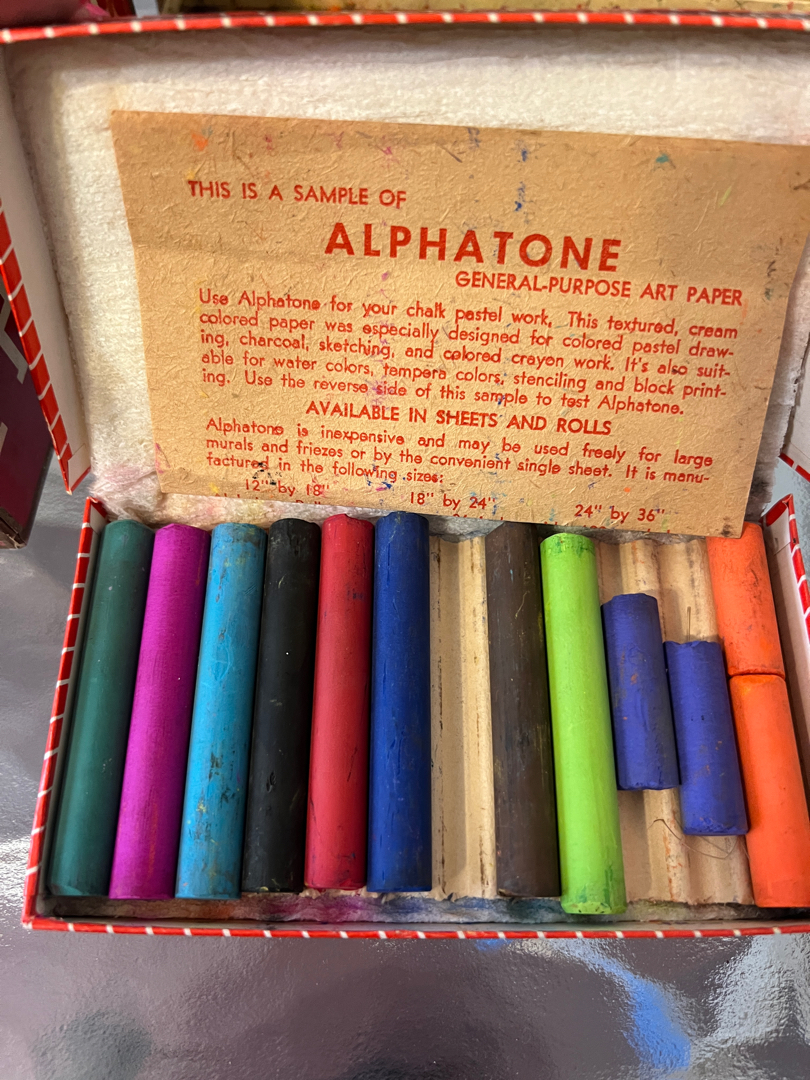 THIS IS A SAMPLE OF
ALPHATONE
GENERAL-PURPOSE ART PAPER
Use Alphatone for your chalk pastel work. This textured, cream
colored paper was especially designed for colored pastel draw-
ing, charcoal, sketching, and colored crayon work. It's also suit-
able for water colors, tempera colors, stenciling and block print-
ing. Use the reverse side of this sample to test Alphatone.
AVAILABLE IN SHEETS AND ROLLS
Alphatone is inexpensive and may be used freely for large
murals and friezes or by the convenient single sheet. It is manu-
factured in the following sizes:
12" by 18" 18" by 24" 24" by 36"